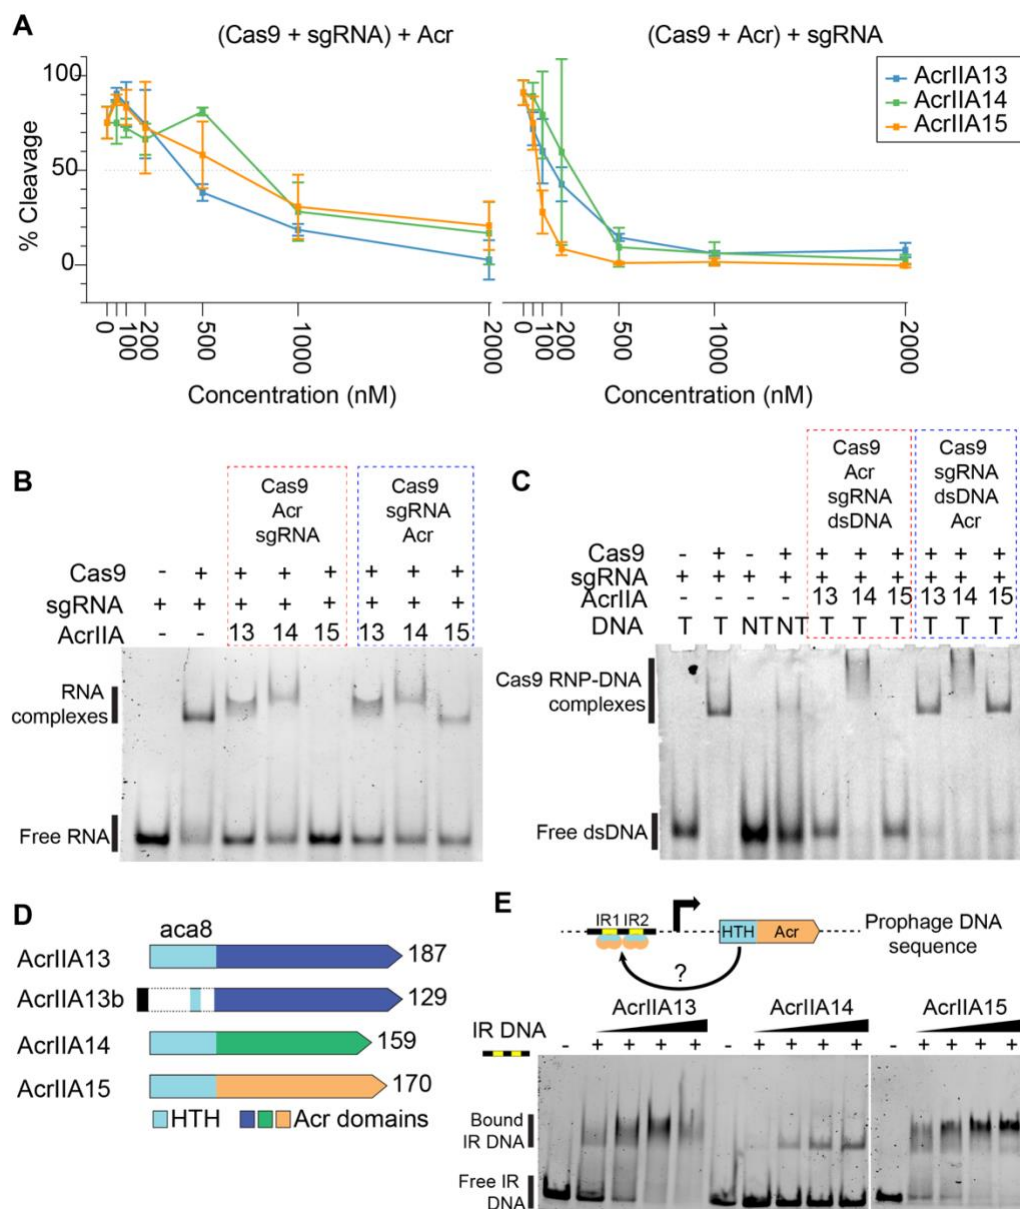 A
(Cas9 + sgRNA) + Acr
(Cas9 + Acr) + sgRNA
AcrIIA13
AcrIIA14
AcrIIA15
% Cleavage
100
50
0
0
100
200
500
1000
2000
0
100
200
500
1000
2000
Concentration (nM)
Concentration (nM)
B
Cas9
Acr
sgRNA
Cas9
sgRNA
Acr
Cas9 - + + + + + + +
sgRNA + + + + + + + +
AcrIIA - - 13 14 15 13 14 15
RNA
complexes
Free RNA
C
Cas9
Acr
sgRNA
dsDNA
Cas9
sgRNA
dsDNA
Acr
Cas9 - + - + + + + + + +
sgRNA + + + + + + + + + +
AcrIIA - - - - 13 14 15 13 14 15
DNA T T NT NT T T T T T T
Cas9 RNP-DNA
complexes
Free dsDNA
D
aca8
AcrIIA13 187
AcrIIA13b 129
AcrIIA14 159
AcrIIA15 170
HTH Acr domains
E
IR1 IR2
HTH Acr
Prophage DNA
sequence
?
AcrIIA13 AcrIIA14 AcrIIA15
IR DNA - + + + + - + + + + - + + + +
Bound
IR DNA
Free IR
DNA